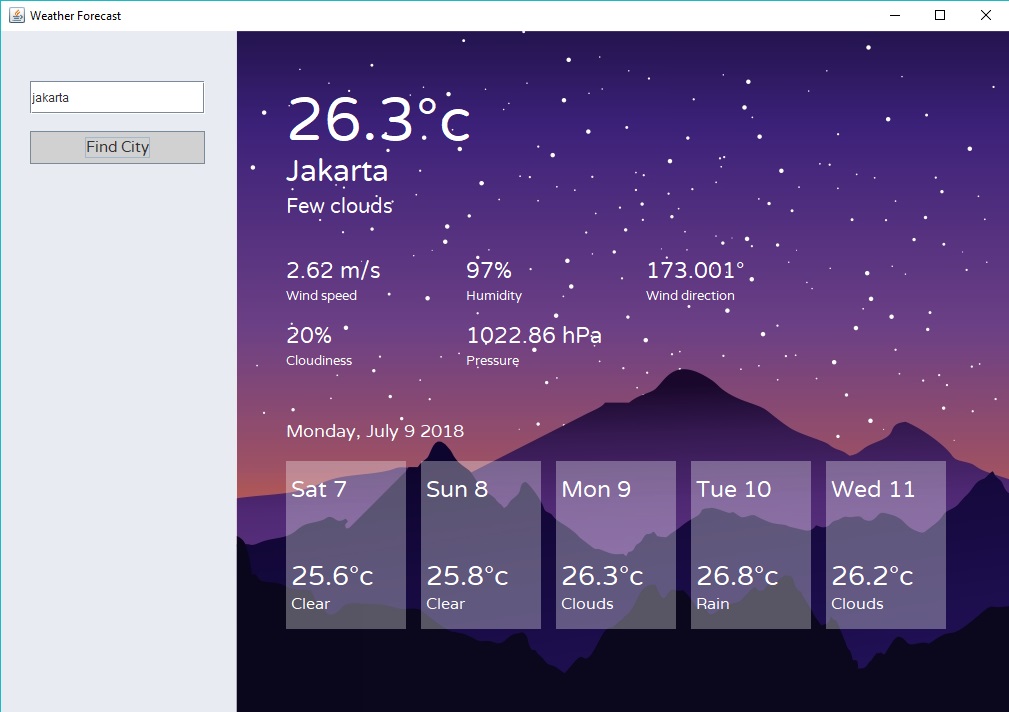 Weather Forecast
jakarta
Find City
26.3°c
Jakarta
Few clouds
2.62 m/s 97% 173.001°
Wind speed Humidity Wind direction
20% 1022.86 hPa
Cloudiness Pressure
Monday, July 9 2018
Sat 7 Sun 8 Mon 9 Tue 10 Wed 11
25.6°c 25.8°c 26.3°c 26.8°c 26.2°c
Clear Clear Clouds Rain Clouds